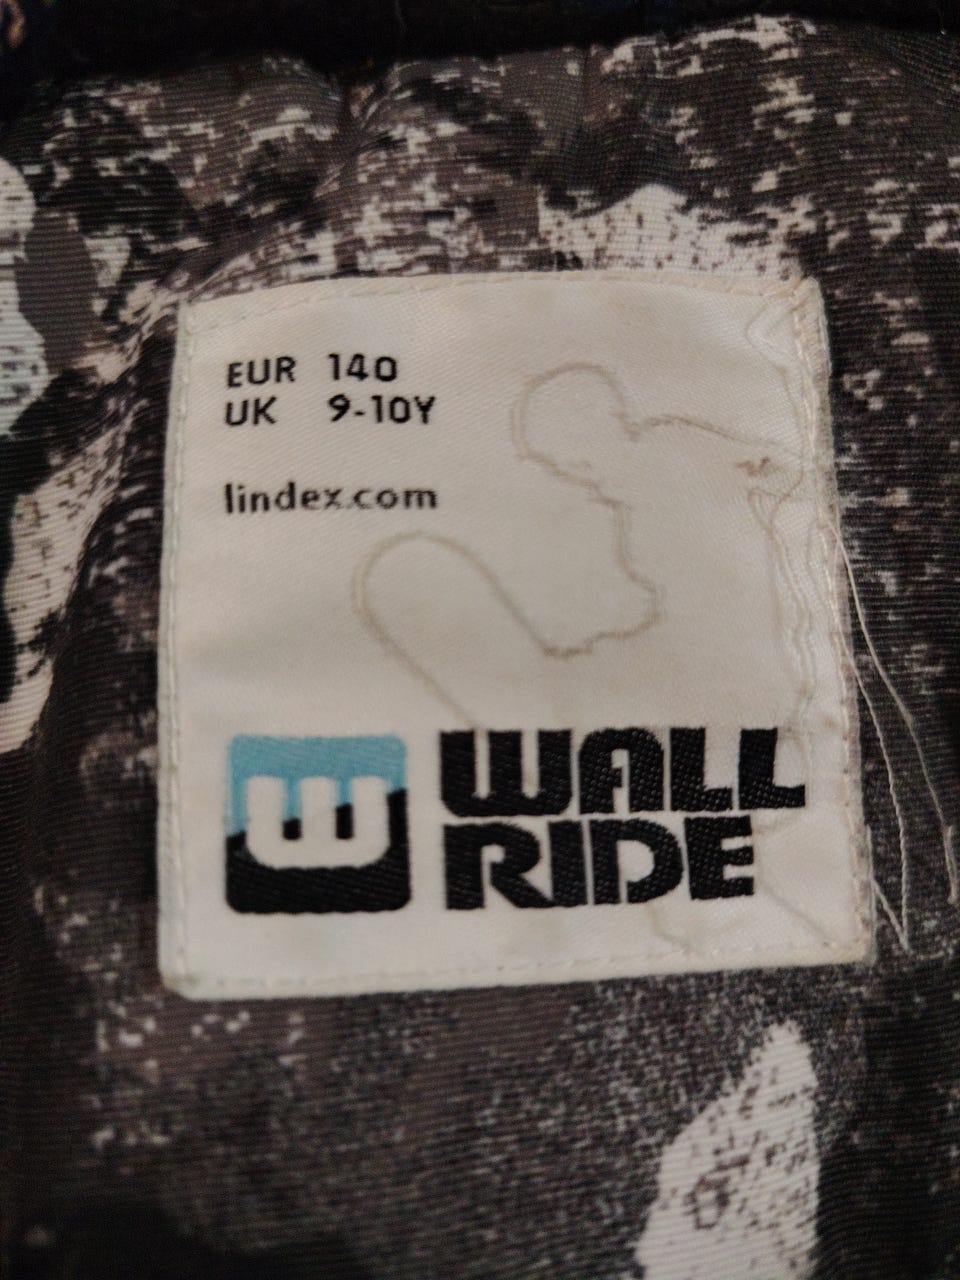 EUR 140
UK 9-10Y
lindex.com
W
WALL
RIDE